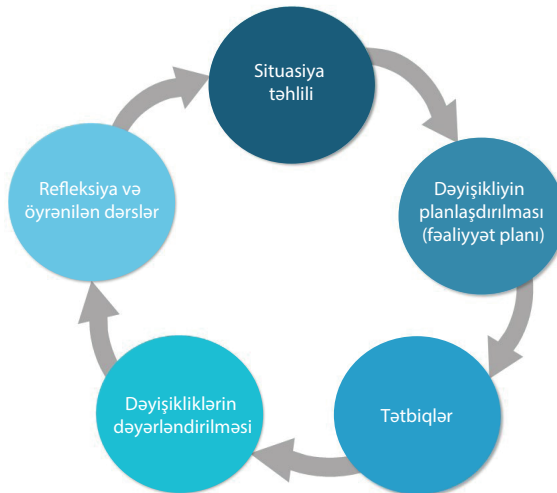 Situasiya
təhlili
Dəyişikliyin
planlaşdırılması
(fəaliyyət planı)
Tətbiqlər
Dəyişikliklərin
dəyərləndirilməsi
Refleksiya və
öyrənilən dərslər